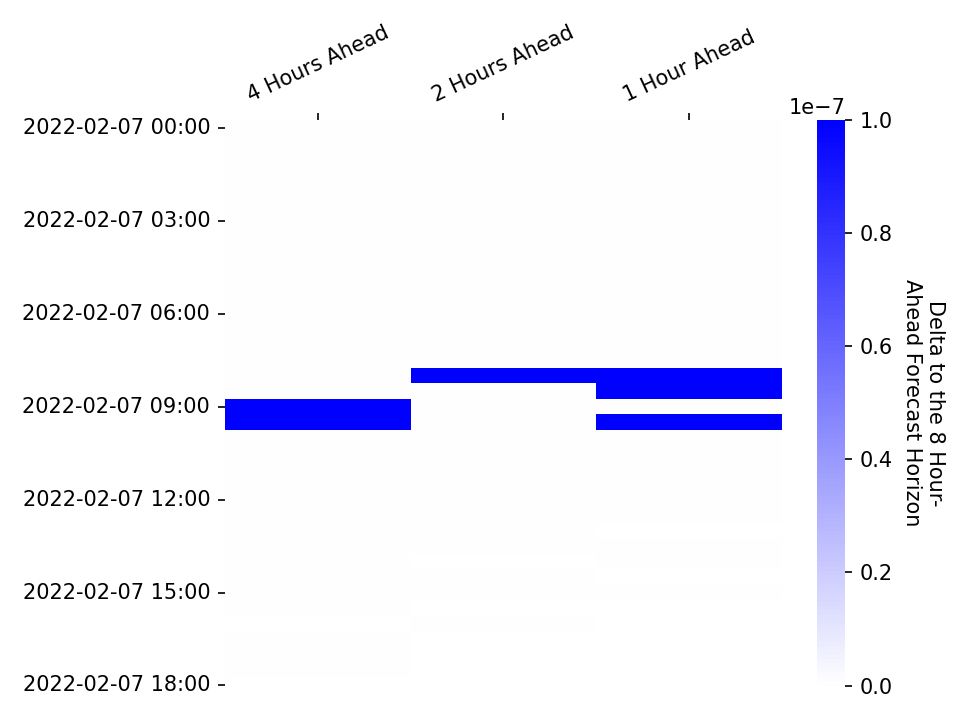 4 Hours Ahead
2 Hours Ahead
1 Hour Ahead
2022-02-07 00:00
2022-02-07 03:00
2022-02-07 06:00
2022-02-07 09:00
2022-02-07 12:00
2022-02-07 15:00
2022-02-07 18:00
1e−7
1.0
0.8
0.6
0.4
0.2
0.0
Delta to the 8 Hour-
Ahead Forecast Horizon